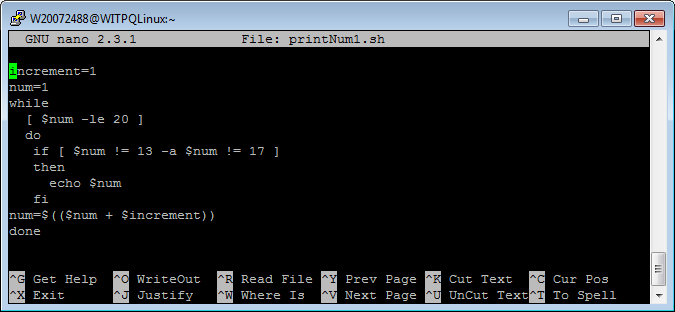 W20072488@WITPQLinux:~
GNU nano 2.3.1 File: printNum1.sh
increment=1
num=1
while
[ $num -le 20 ]
do
if [ $num != 13 -a $num != 17 ]
then
echo $num
fi
num=$(($num + $increment))
done
^G Get Help ^O WriteOut ^R Read File ^Y Prev Page ^K Cut Text ^C Cur Pos
^X Exit ^J Justify ^W Where Is ^V Next Page ^U UnCut Text^T To Spell